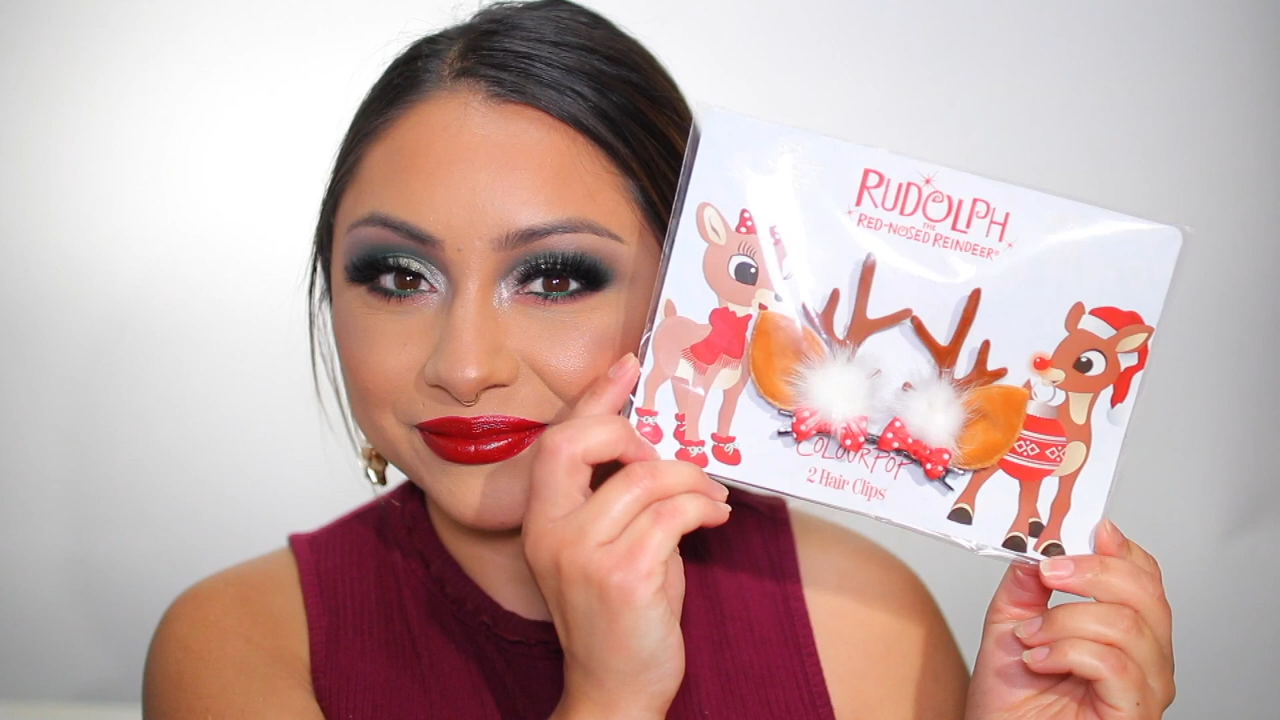 RUDOLPH
THE
RED-NOSED REINDEER®
COLOURPOP
2 Hair Clips